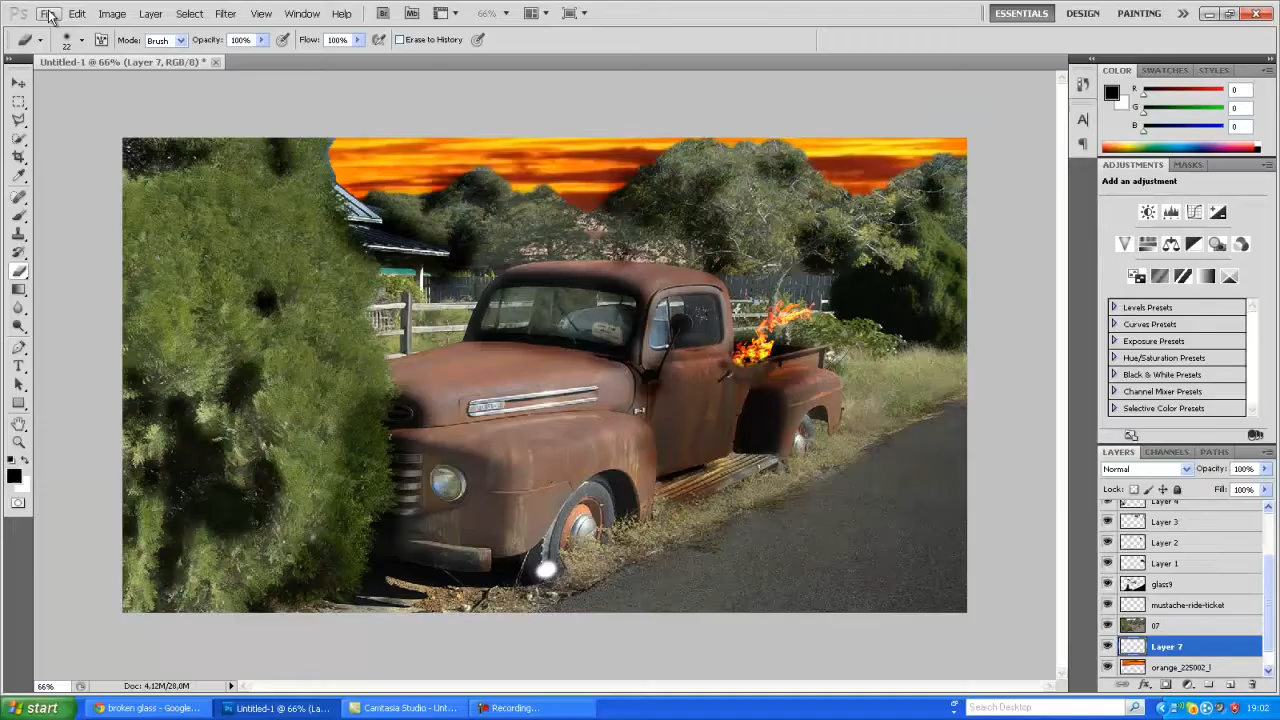 Ps File Edit Image Layer Select Filter View Window Help Br Mb 66% ESSENTIALS DESIGN PAINTING
22 Mode: Brush Opacity: 100% Flow: 100% Erase to History
Untitled-1 @ 66% (Layer 7, RGB/8) *
COLOR SWATCHES STYLES
R 0
G 0
B 0
ADJUSTMENTS MASKS
Add an adjustment
Levels Presets
Curves Presets
Exposure Presets
Hue/Saturation Presets
Black & White Presets
Channel Mixer Presets
Selective Color Presets
LAYERS CHANNELS PATHS
Normal Opacity: 100%
Lock: Fill: 100%
Layer 4
Layer 3
Layer 2
Layer 1
glass9
mustache-ride-ticket
07
Layer 7
orange_225002_l
66% Doc: 4,12M/28,0M
start broken glass - Google... Untitled-1 @ 66% (La... Camtasia Studio - Unt... Recording... Search Desktop 19:02